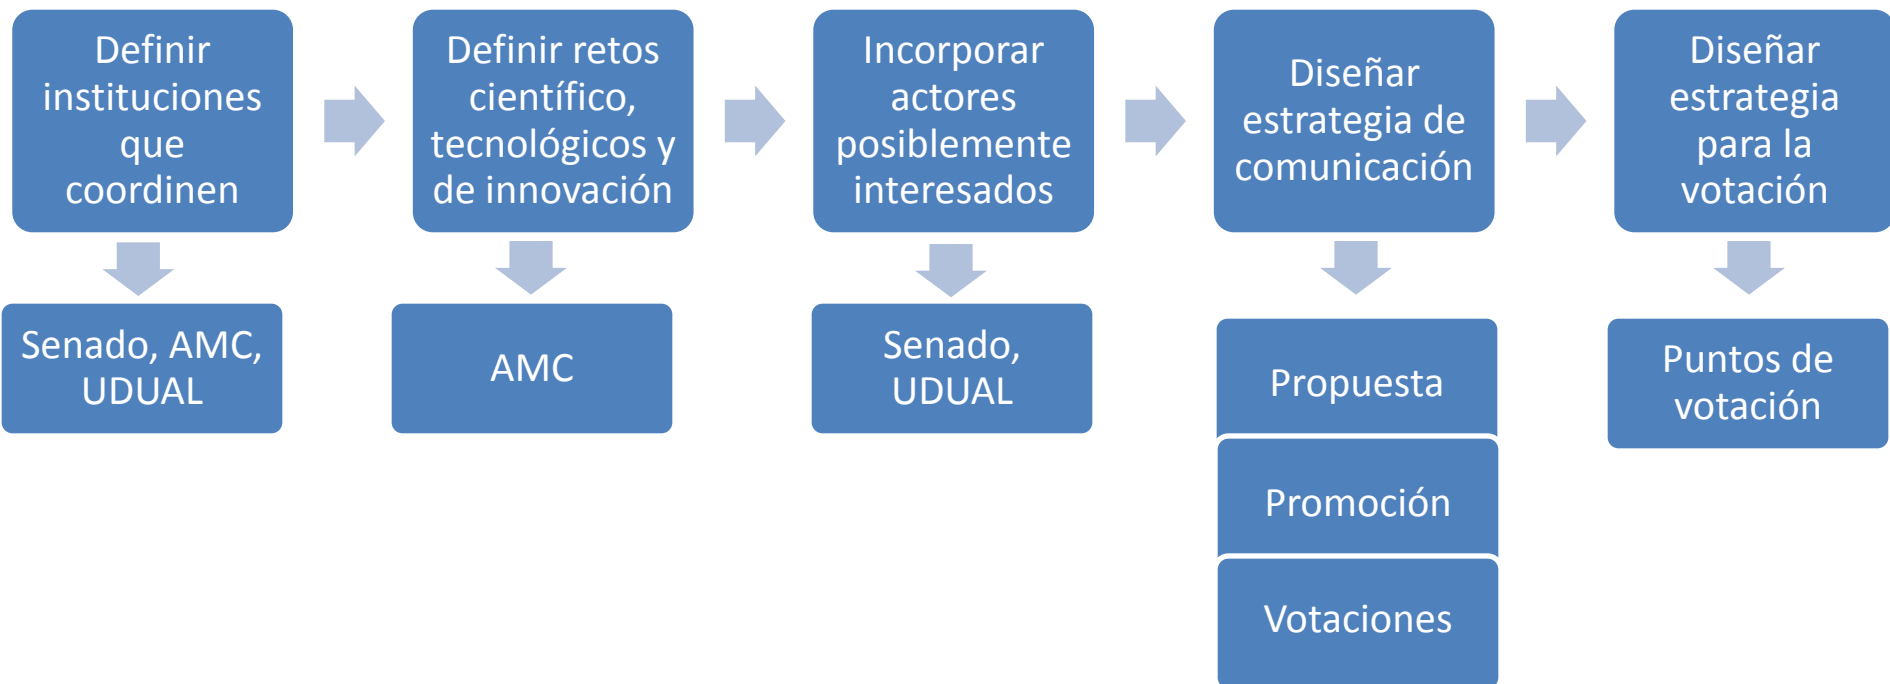 Definir
instituciones
que
coordinen
Definir retos
científico,
tecnológicos y
de innovación
Incorporar
actores
posiblemente
interesados
Diseñar
estrategia de
comunicación
Diseñar
estrategia
para la
votación
Senado, AMC,
UDUAL
AMC
Senado,
UDUAL
Propuesta
Promoción
Votaciones
Puntos de
votación